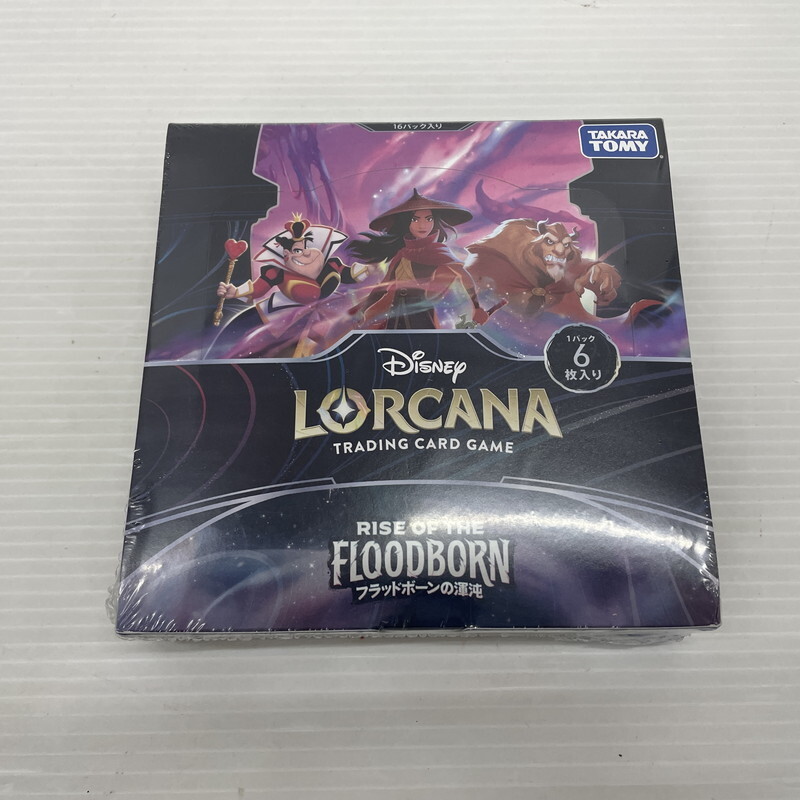 16パック入り
TAKARA
TOMY
1パック
6
枚入り
Disney
LORCANA
TRADING CARD GAME
RISE OF THE
FLOODBORN
フラッドボーンの渾沌